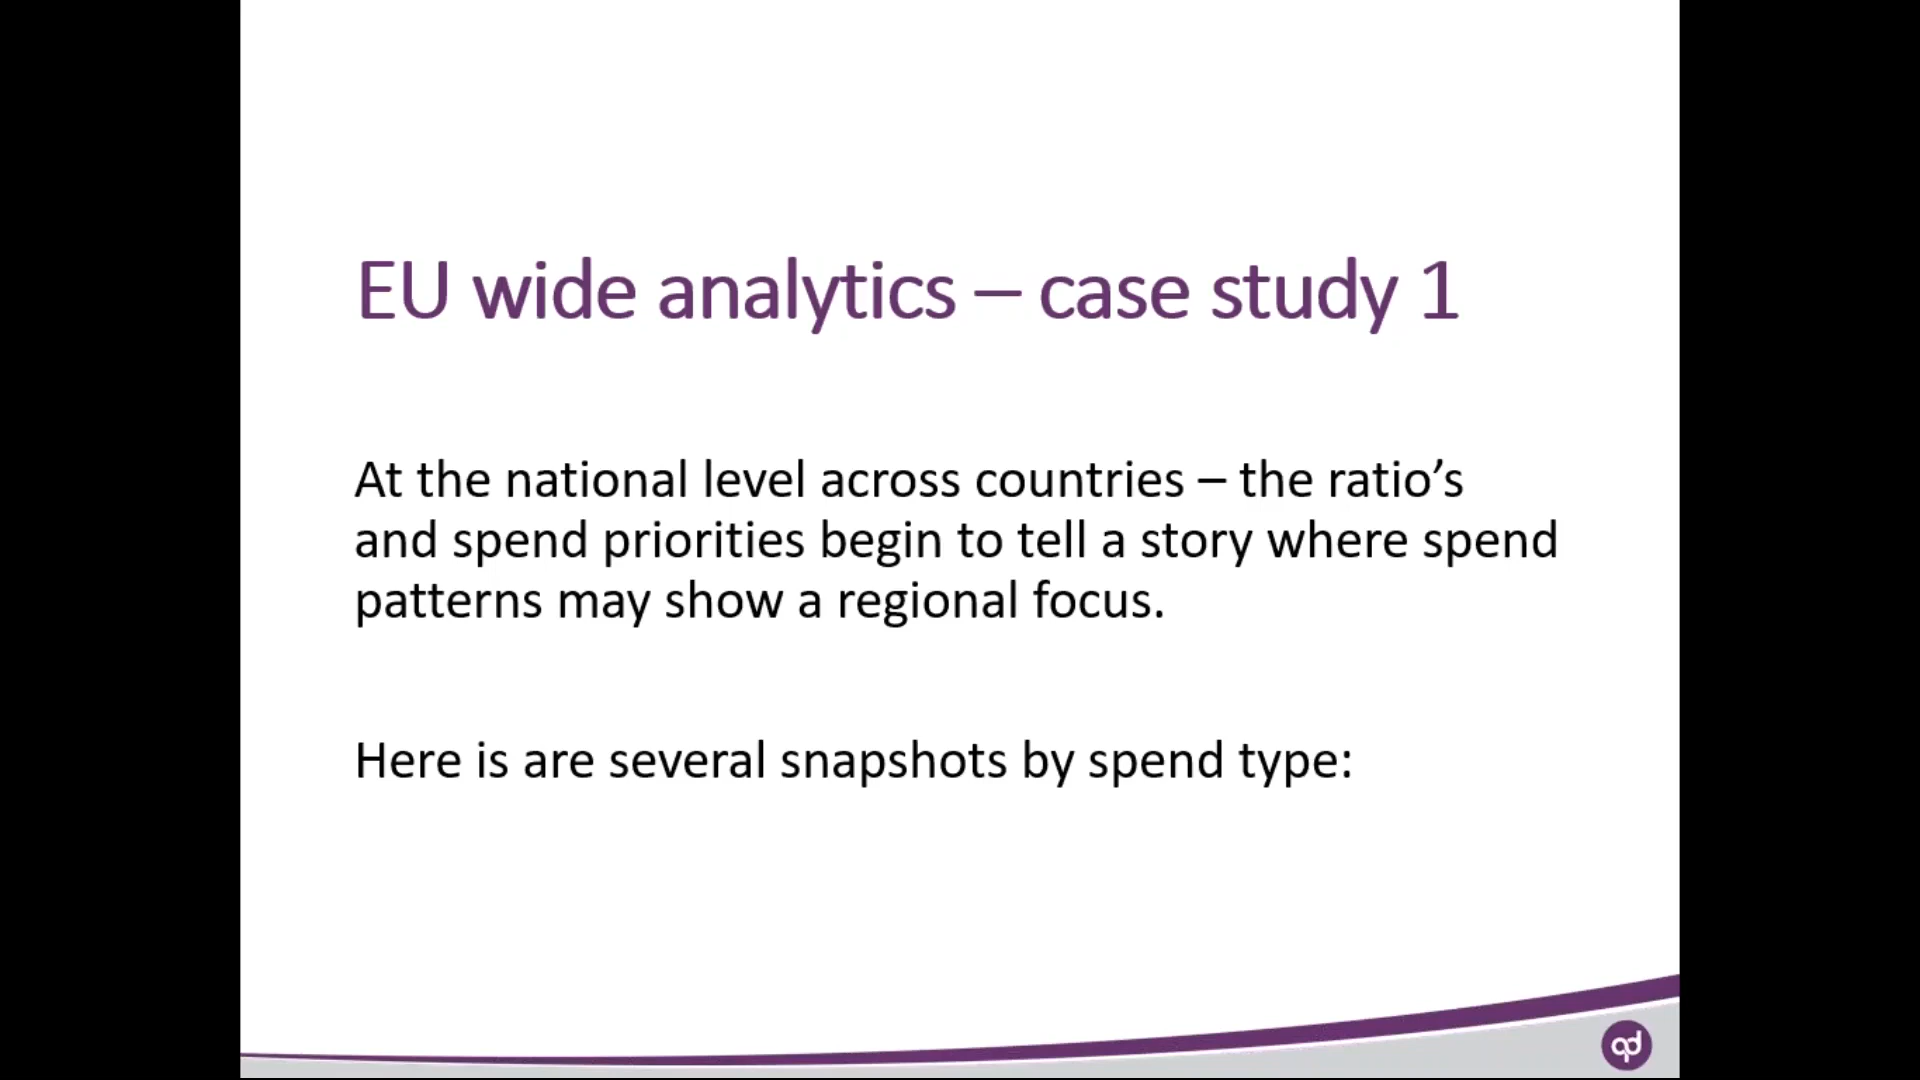 EU wide analytics – case study 1
At the national level across countries – the ratio’s
and spend priorities begin to tell a story where spend
patterns may show a regional focus.
Here is are several snapshots by spend type:
qd